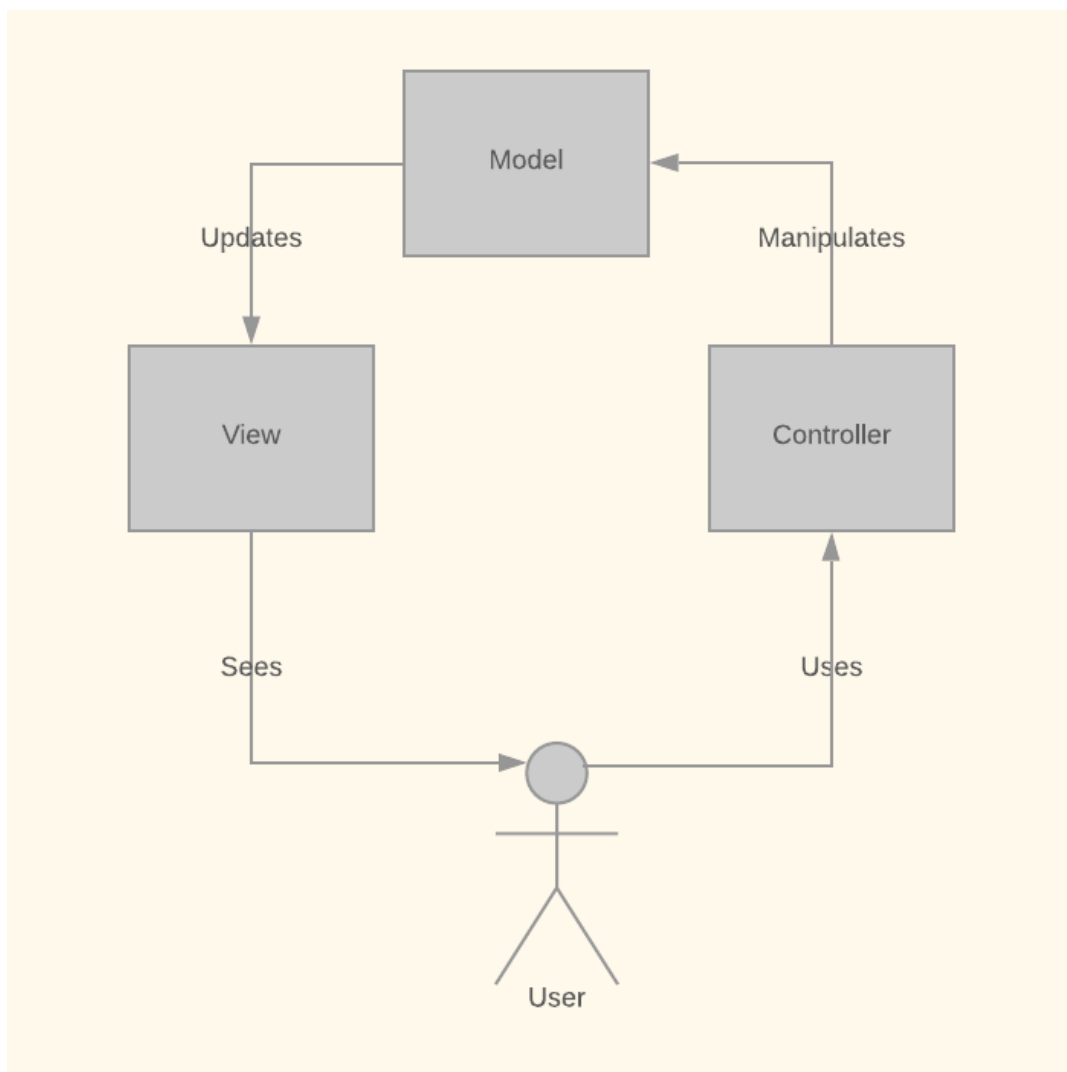 Model
Updates
Manipulates
View
Controller
Sees
Uses
User